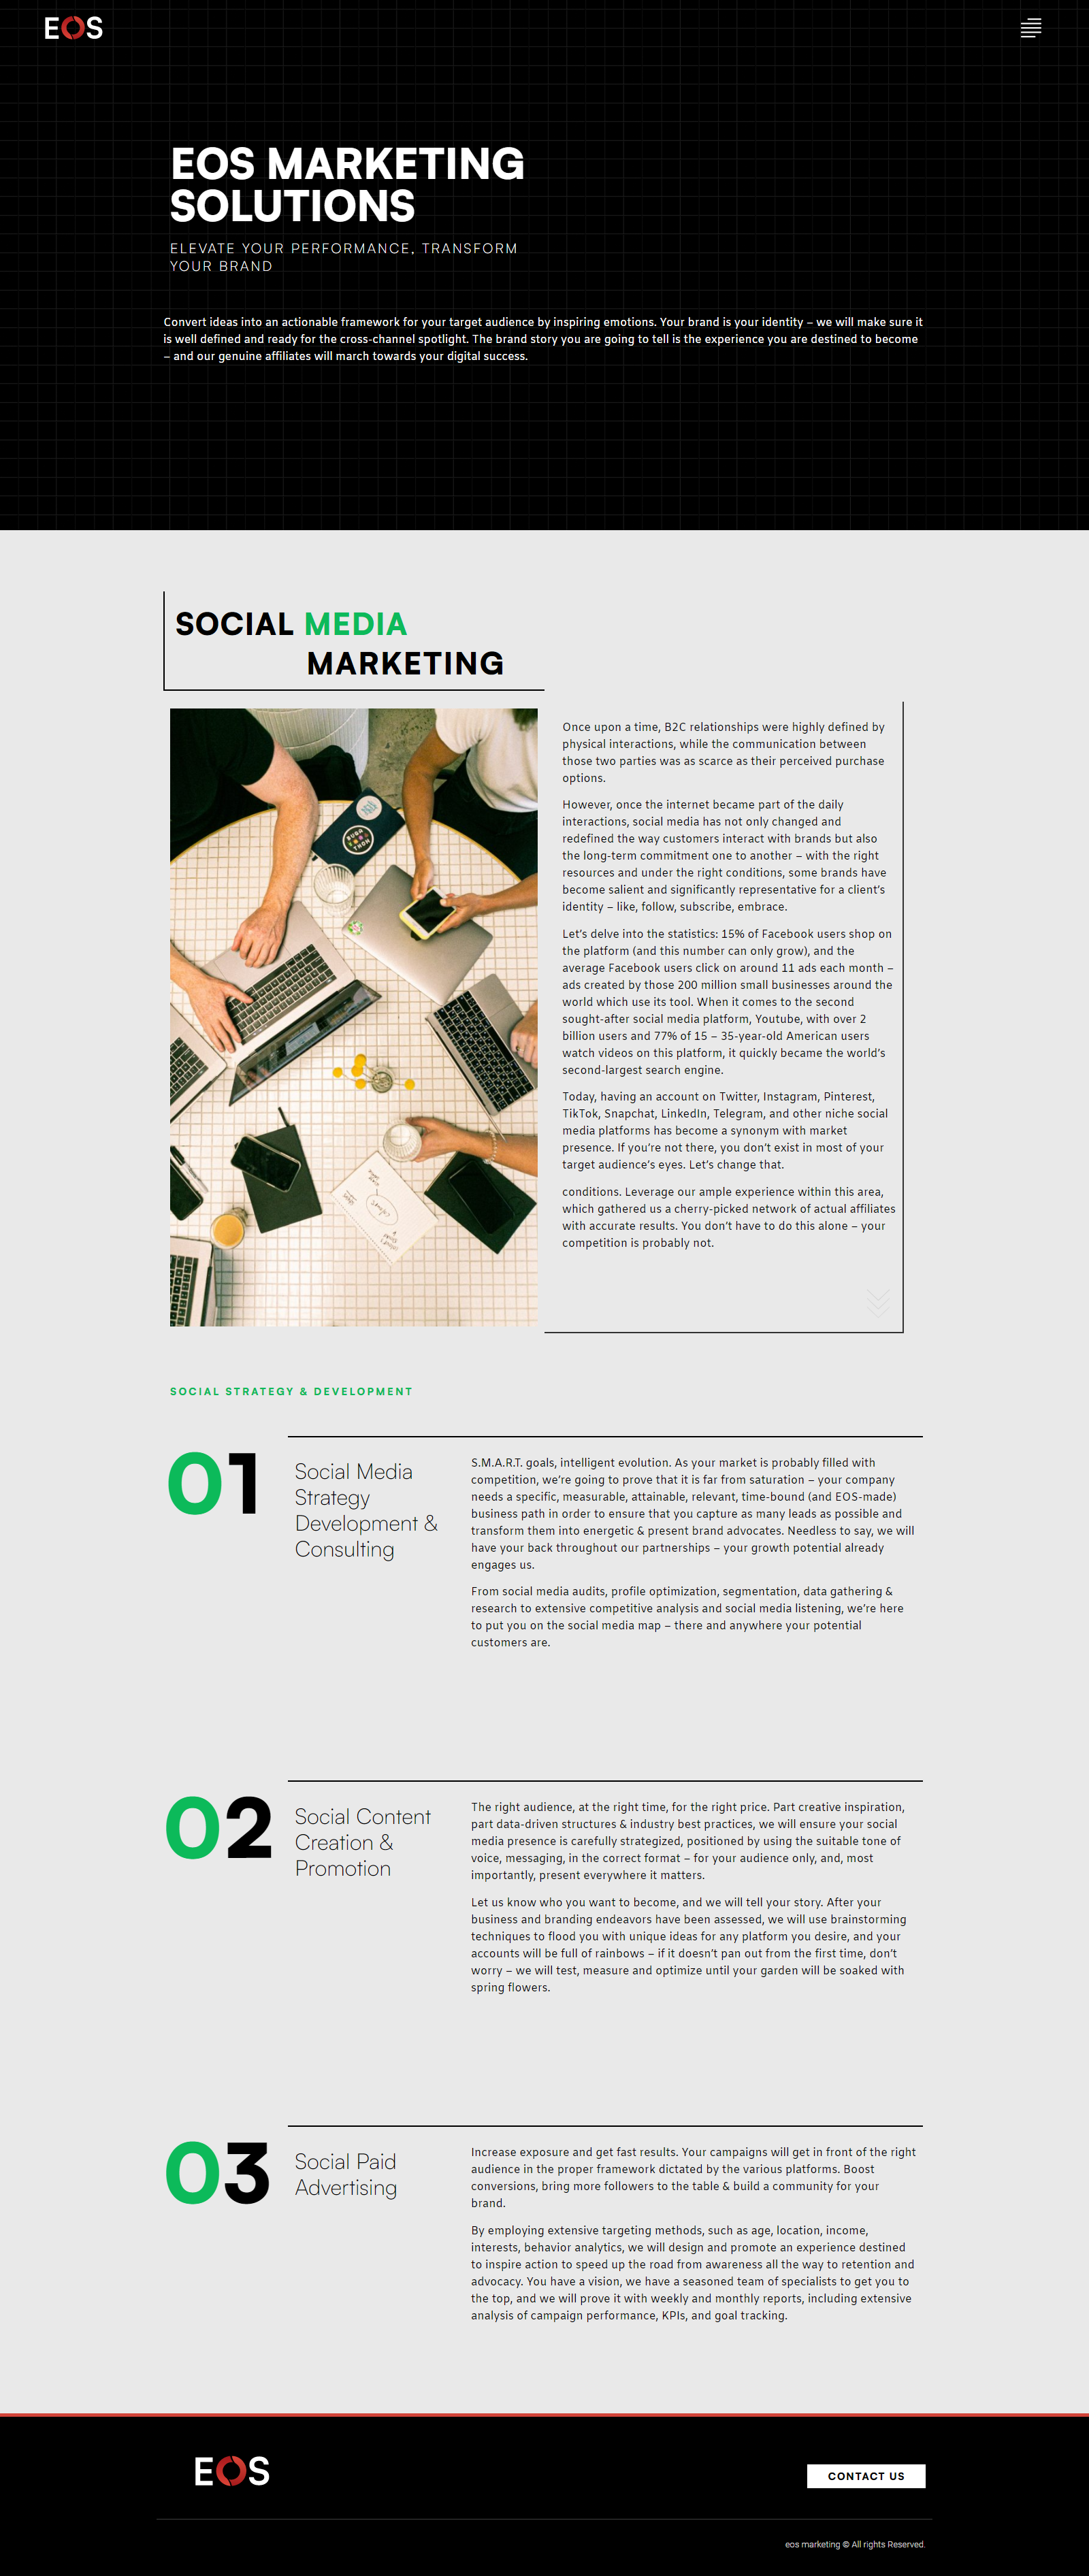 EOS
EOS MARKETING
SOLUTIONS
ELEVATE YOUR PERFORMANCE, TRANSFORM
YOUR BRAND
Convert ideas into an actionable framework for your target audience by inspiring emotions. Your brand is your identity – we will make sure it
is well defined and ready for the cross-channel spotlight. The brand story you are going to tell is the experience you are destined to become
– and our genuine affiliates will march towards your digital success.
SOCIAL MEDIA
MARKETING
Once upon a time, B2C relationships were highly defined by
physical interactions, while the communication between
those two parties was as scarce as their perceived purchase
options.
However, once the internet became part of the daily
interactions, social media has not only changed and
redefined the way customers interact with brands but also
the long-term commitment one to another – with the right
resources and under the right conditions, some brands have
become salient and significantly representative for a client’s
identity – like, follow, subscribe, embrace.
Let’s delve into the statistics: 15% of Facebook users shop on
the platform (and this number can only grow), and the
average Facebook users click on around 11 ads each month –
ads created by those 200 million small businesses around the
world which use its tool. When it comes to the second
sought-after social media platform, Youtube, with over 2
billion users and 77% of 15 – 35-year-old American users
watch videos on this platform, it quickly became the world’s
second-largest search engine.
Today, having an account on Twitter, Instagram, Pinterest,
TikTok, Snapchat, LinkedIn, Telegram, and other niche social
media platforms has become a synonym with market
presence. If you’re not there, you don’t exist in most of your
target audience’s eyes. Let’s change that.
conditions. Leverage our ample experience within this area,
which gathered us a cherry-picked network of actual affiliates
with accurate results. You don’t have to do this alone – your
competition is probably not.
SOCIAL STRATEGY & DEVELOPMENT
01
Social Media
Strategy
Development &
Consulting
S.M.A.R.T. goals, intelligent evolution. As your market is probably filled with
competition, we’re going to prove that it is far from saturation – your company
needs a specific, measurable, attainable, relevant, time-bound (and EOS-made)
business path in order to ensure that you capture as many leads as possible and
transform them into energetic & present brand advocates. Needless to say, we will
have your back throughout our partnerships – your growth potential already
engages us.
From social media audits, profile optimization, segmentation, data gathering &
research to extensive competitive analysis and social media listening, we’re here
to put you on the social media map – there and anywhere your potential
customers are.
02
Social Content
Creation &
Promotion
The right audience, at the right time, for the right price. Part creative inspiration,
part data-driven structures & industry best practices, we will ensure your social
media presence is carefully strategized, positioned by using the suitable tone of
voice, messaging, in the correct format – for your audience only, and, most
importantly, present everywhere it matters.
Let us know who you want to become, and we will tell your story. After your
business and branding endeavors have been assessed, we will use brainstorming
techniques to flood you with unique ideas for any platform you desire, and your
accounts will be full of rainbows – if it doesn’t pan out from the first time, don’t
worry – we will test, measure and optimize until your garden will be soaked with
spring flowers.
03
Social Paid
Advertising
Increase exposure and get fast results. Your campaigns will get in front of the right
audience in the proper framework dictated by the various platforms. Boost
conversions, bring more followers to the table & build a community for your
brand.
By employing extensive targeting methods, such as age, location, income,
interests, behavior analytics, we will design and promote an experience destined
to inspire action to speed up the road from awareness all the way to retention and
advocacy. You have a vision, we have a seasoned team of specialists to get you to
the top, and we will prove it with weekly and monthly reports, including extensive
analysis of campaign performance, KPIs, and goal tracking.
EOS
CONTACT US
eos marketing © All rights Reserved.